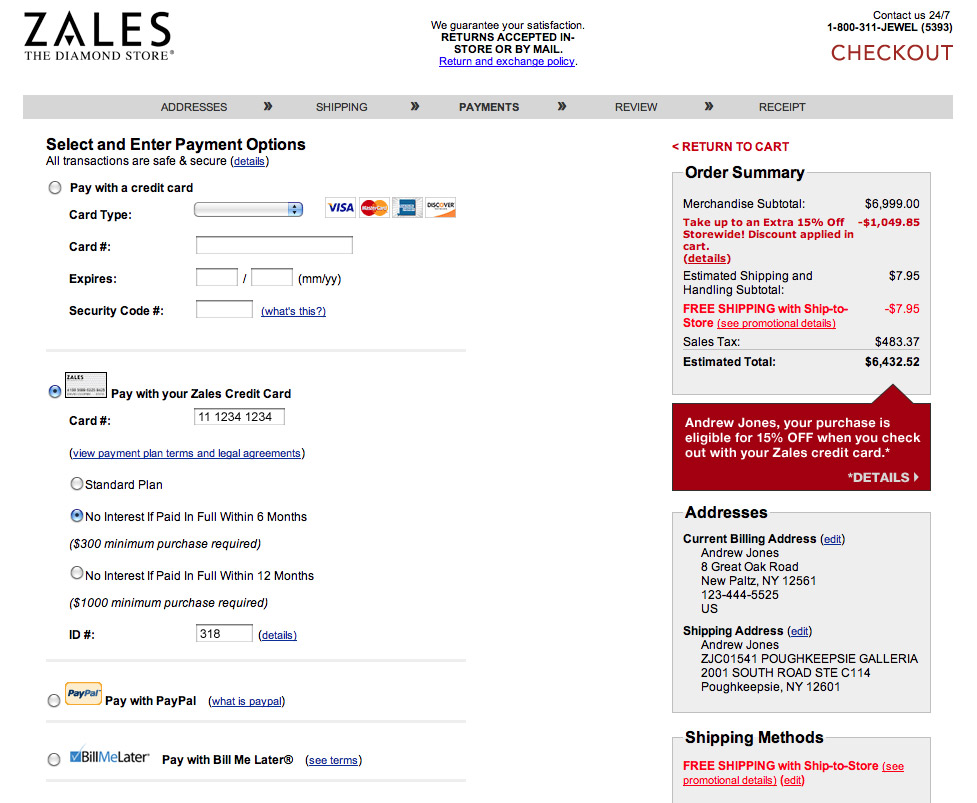 ZALES
THE DIAMOND STORE®
We guarantee your satisfaction.
RETURNS ACCEPTED IN-
STORE OR BY MAIL.
Return and exchange policy.
Contact us 24/7
1-800-311-JEWEL (5393)
CHECKOUT
ADDRESSES » SHIPPING » PAYMENTS » REVIEW » RECEIPT
Select and Enter Payment Options
All transactions are safe & secure (details)
Pay with a credit card
Card Type:
VISA MasterCard DISCOVER
Card #:
Expires: / (mm/yy)
Security Code #: (what's this?)
ZALES
Pay with your Zales Credit Card
Card #: 11 1234 1234
(view payment plan terms and legal agreements)
Standard Plan
No Interest If Paid In Full Within 6 Months
($300 minimum purchase required)
No Interest If Paid In Full Within 12 Months
($1000 minimum purchase required)
ID #: 318 (details)
PayPal Pay with PayPal (what is paypal)
BillMeLater® Pay with Bill Me Later® (see terms)
< RETURN TO CART
Order Summary
Merchandise Subtotal: $6,999.00
Take up to an Extra 15% Off -$1,049.85
Storewide! Discount applied in
cart.
(details)
Estimated Shipping and $7.95
Handling Subtotal:
FREE SHIPPING with Ship-to- -$7.95
Store (see promotional details)
Sales Tax: $483.37
Estimated Total: $6,432.52
Andrew Jones, your purchase is
eligible for 15% OFF when you check
out with your Zales credit card.*
*DETAILS
Addresses
Current Billing Address (edit)
Andrew Jones
8 Great Oak Road
New Paltz, NY 12561
123-444-5525
US
Shipping Address (edit)
Andrew Jones
ZJC01541 POUGHKEEPSIE GALLERIA
2001 SOUTH ROAD STE C114
Poughkeepsie, NY 12601
Shipping Methods
FREE SHIPPING with Ship-to-Store (see
promotional details) (edit)